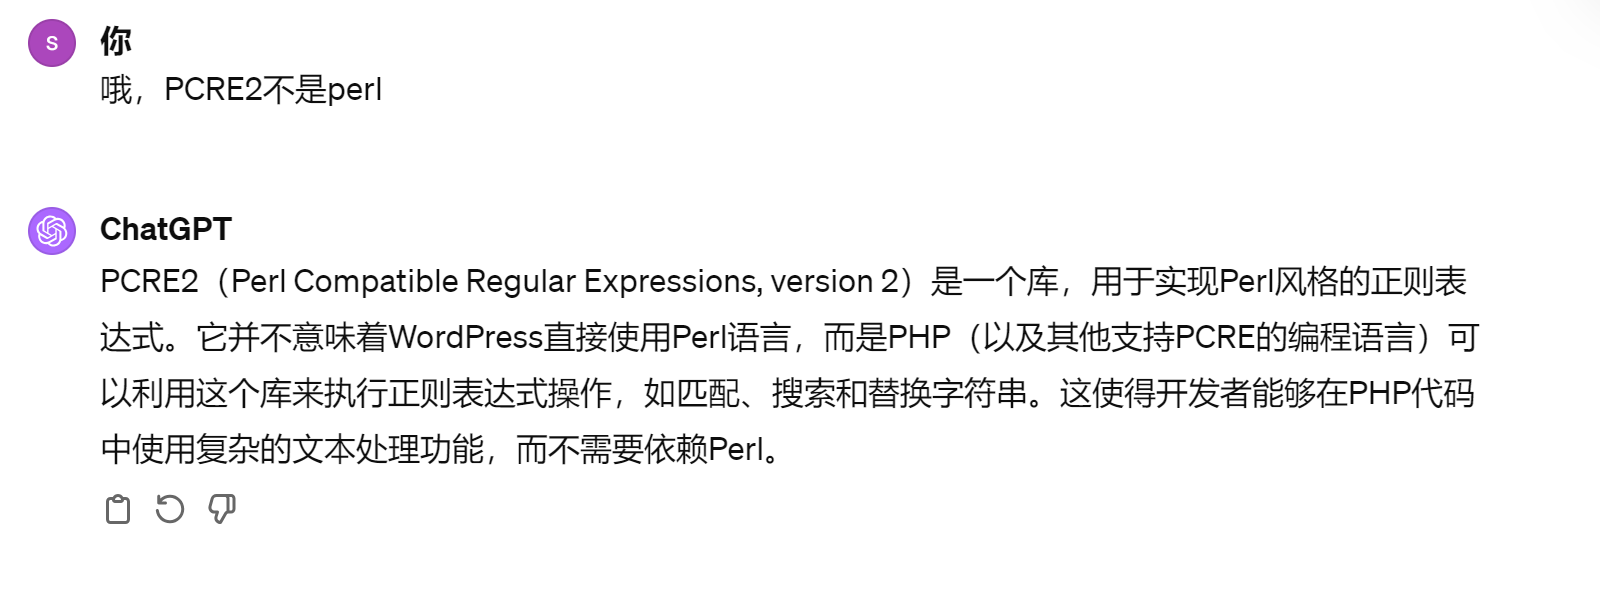 S
你
哦，PCRE2不是perl
ChatGPT
PCRE2（Perl Compatible Regular Expressions, version 2）是一个库，用于实现Perl风格的正则表
达式。它并不意味着WordPress直接使用Perl语言，而是PHP（以及其他支持PCRE的编程语言）可
以利用这个库来执行正则表达式操作，如匹配、搜索和替换字符串。这使得开发者能够在PHP代码
中使用复杂的文本处理功能，而不需要依赖Perl。